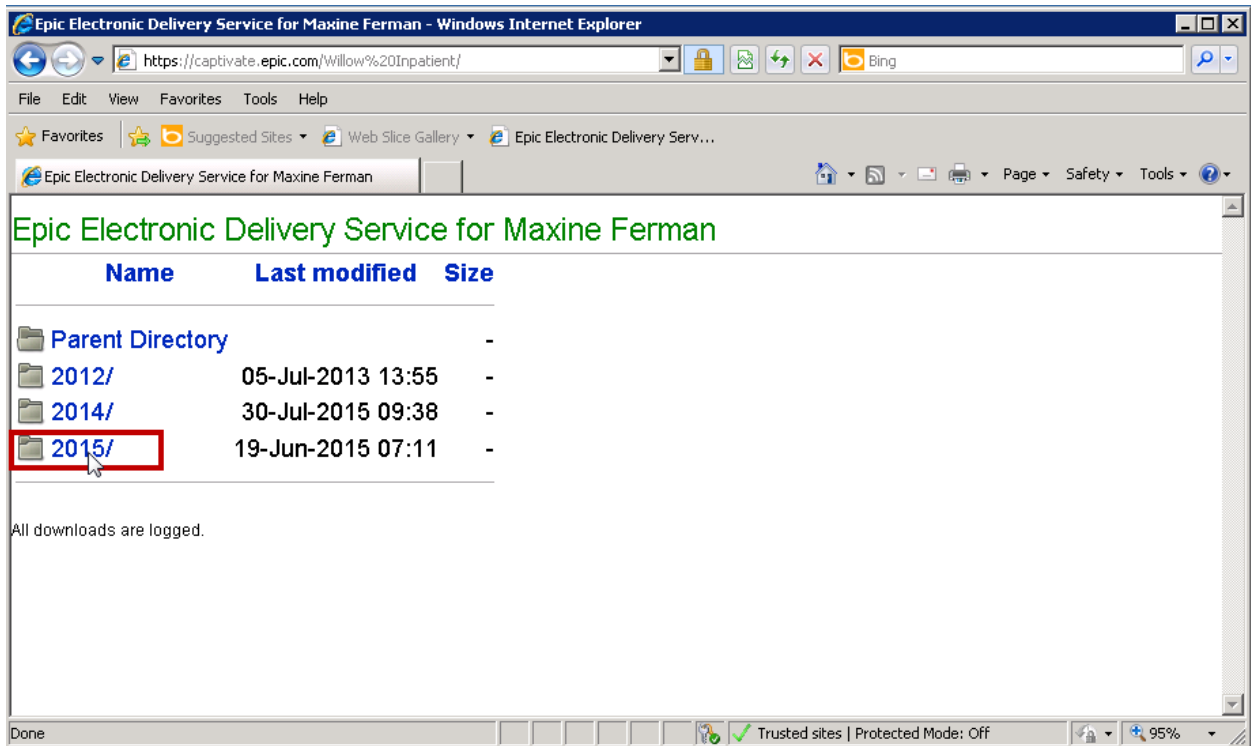 Epic Electronic Delivery Service for Maxine Ferman - Windows Internet Explorer
https://captivate.epic.com/Willow%20Inpatient/ Bing
File Edit View Favorites Tools Help
Favorites Suggested Sites Web Slice Gallery Epic Electronic Delivery Serv...
Epic Electronic Delivery Service for Maxine Ferman Page Safety Tools
Epic Electronic Delivery Service for Maxine Ferman
Name Last modified Size
Parent Directory -
2012/ 05-Jul-2013 13:55 -
2014/ 30-Jul-2015 09:38 -
2015/ 19-Jun-2015 07:11 -
All downloads are logged.
Done Trusted sites | Protected Mode: Off 95%